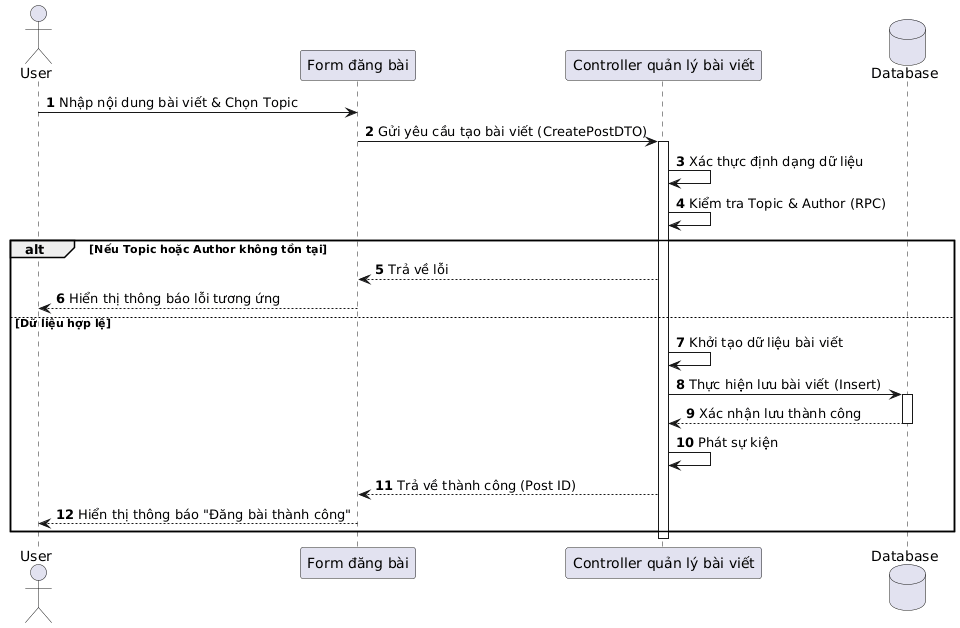 User
Form đăng bài
Controller quản lý bài viết
Database
1 Nhập nội dung bài viết & Chọn Topic
2 Gửi yêu cầu tạo bài viết (CreatePostDTO)
3 Xác thực định dạng dữ liệu
4 Kiểm tra Topic & Author (RPC)
alt [Nếu Topic hoặc Author không tồn tại]
5 Trả về lỗi
6 Hiển thị thông báo lỗi tương ứng
[Dữ liệu hợp lệ]
7 Khởi tạo dữ liệu bài viết
8 Thực hiện lưu bài viết (Insert)
9 Xác nhận lưu thành công
10 Phát sự kiện
11 Trả về thành công (Post ID)
12 Hiển thị thông báo "Đăng bài thành công"
User
Form đăng bài
Controller quản lý bài viết
Database